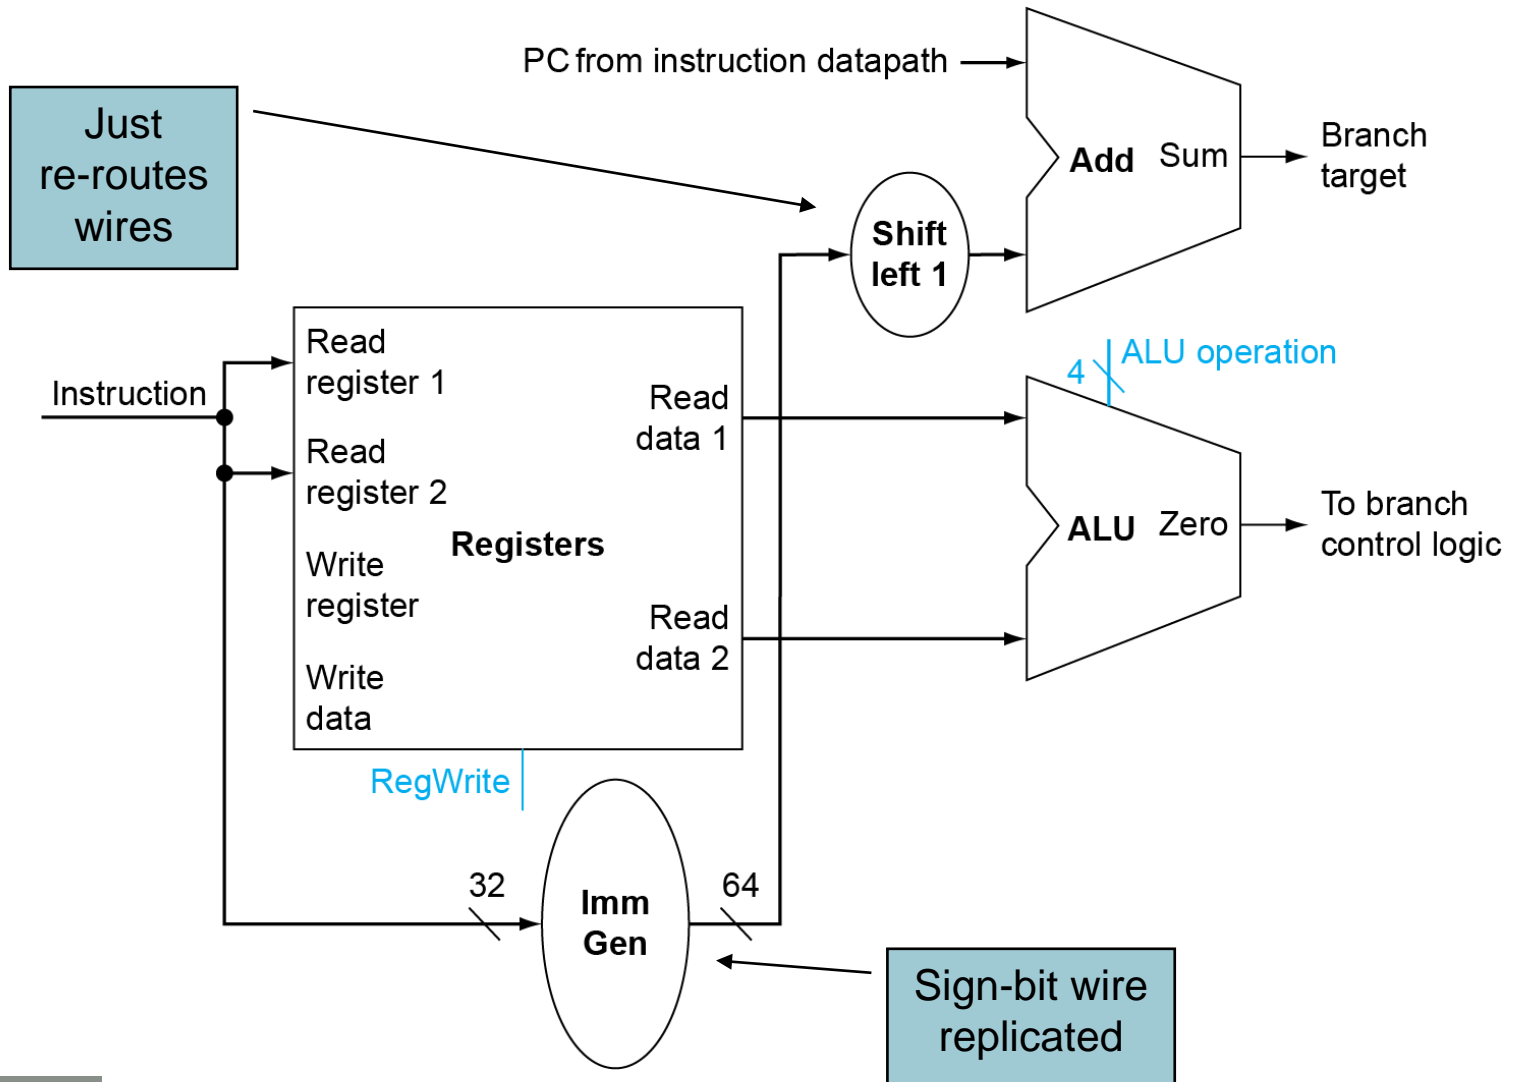 PC from instruction datapath
Just
re-routes
wires
Add
Sum
Branch
target
Shift
left 1
Instruction
Read
register 1
Read
register 2
Write
register
Write
data
Registers
Read
data 1
Read
data 2
RegWrite
4
ALU operation
ALU
Zero
To branch
control logic
32
Imm
Gen
64
Sign-bit wire
replicated